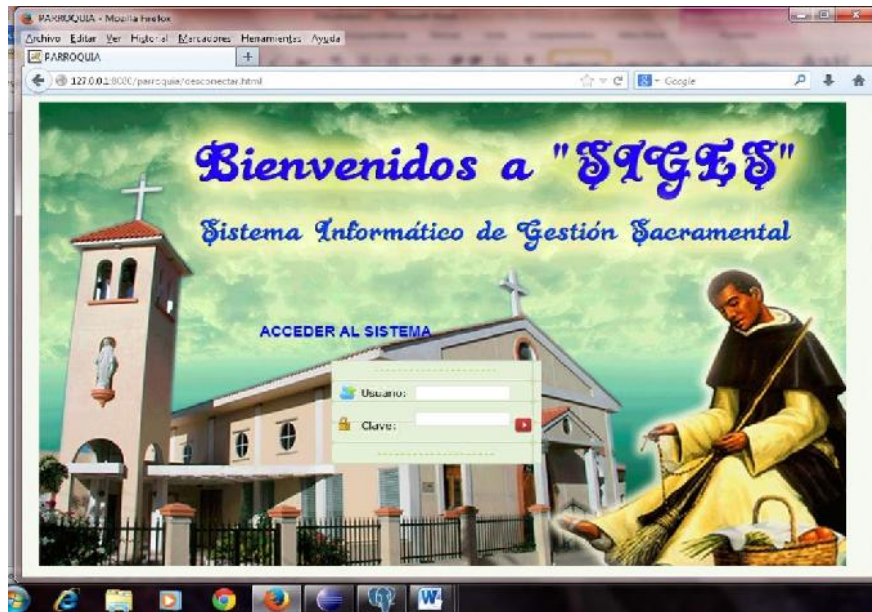 PARROQUIA - Mozilla Firefox
Archivo Editar Ver Historial Marcadores Herramientas Ayuda
PARROQUIA
127.0.0.1:8080/parroquia/desconectar.html
Google
Bienvenidos a "SIGES"
Sistema Informático de Gestión Sacramental
ACCEDER AL SISTEMA
Usuario:
Clave: